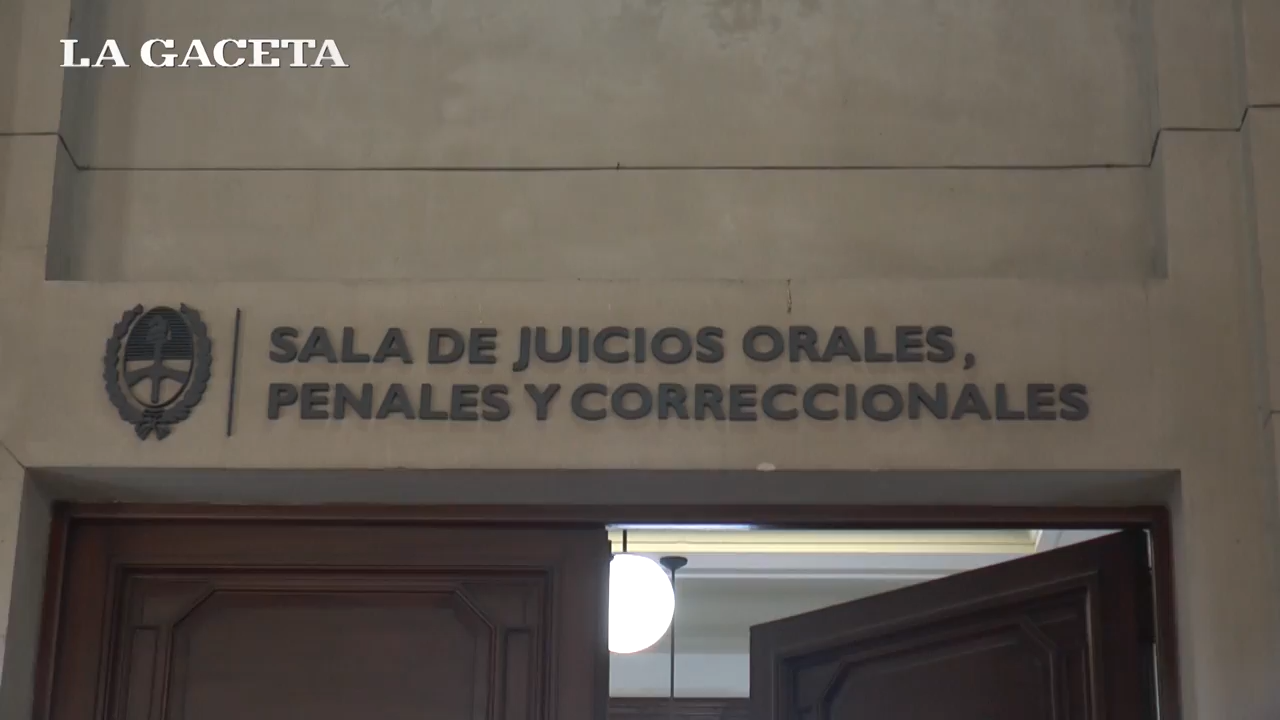 LA GACETA
SALA DE JUICIOS ORALES,
PENALES Y CORRECCIONALES